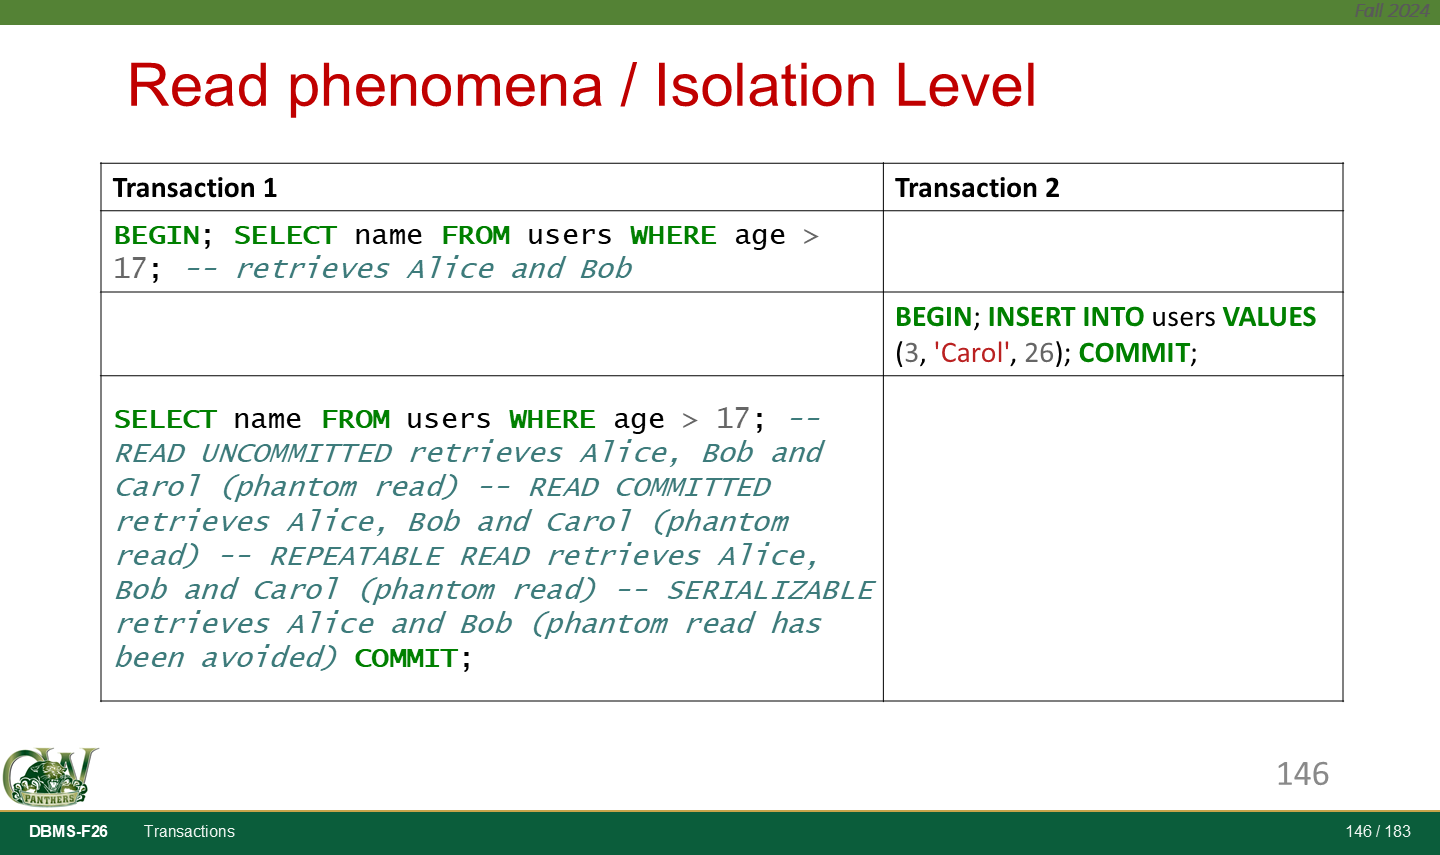 Fall 2024
Read phenomena / Isolation Level
Transaction 1
Transaction 2
BEGIN; SELECT name FROM users WHERE age >
17; -- retrieves Alice and Bob
BEGIN; INSERT INTO users VALUES
(3, 'Carol', 26); COMMIT;
SELECT name FROM users WHERE age > 17; --
READ UNCOMMITTED retrieves Alice, Bob and
Carol (phantom read) -- READ COMMITTED
retrieves Alice, Bob and Carol (phantom
read) -- REPEATABLE READ retrieves Alice,
Bob and Carol (phantom read) -- SERIALIZABLE
retrieves Alice and Bob (phantom read has
been avoided) COMMIT;
OW
PANTHERS
146
DBMS-F26
Transactions
146 / 183